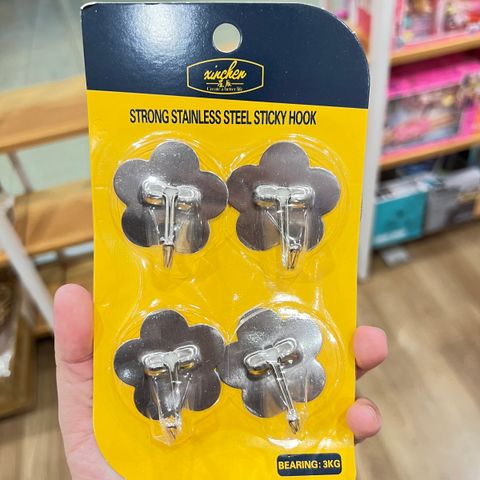 xinchen
Create a better life
STRONG STAINLESS STEEL STICKY HOOK
BEARING: 3KG